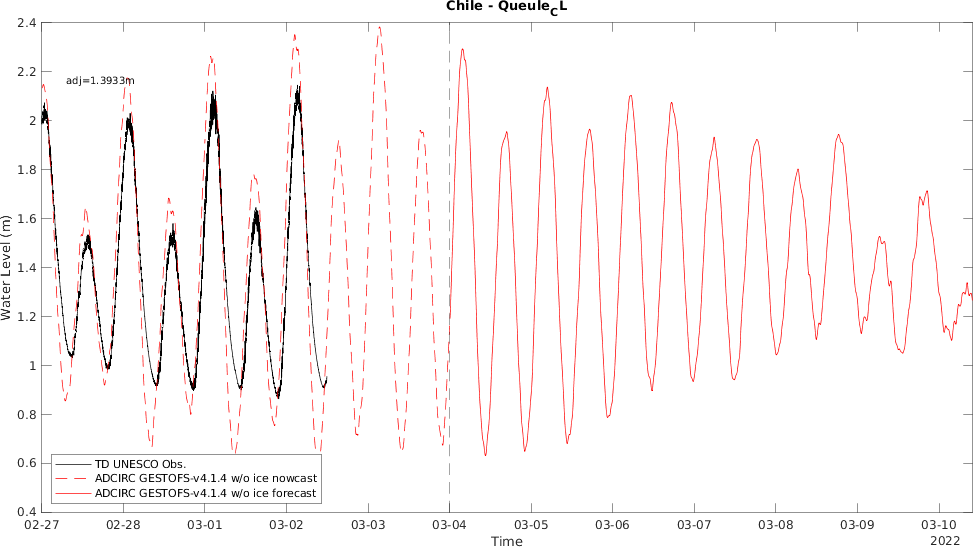 Chile - Queule_CL
2.4
2.2
adj=1.3933m
2
1.8
1.6
1.4
1.2
1
0.8
0.6
0.4
Water Level (m)
TD UNESCO Obs.
ADCIRC GESTOFS-v4.1.4 w/o ice nowcast
ADCIRC GESTOFS-v4.1.4 w/o ice forecast
02-27 02-28 03-01 03-02 03-03 03-04 03-05 03-06 03-07 03-08 03-09 03-10
Time
2022